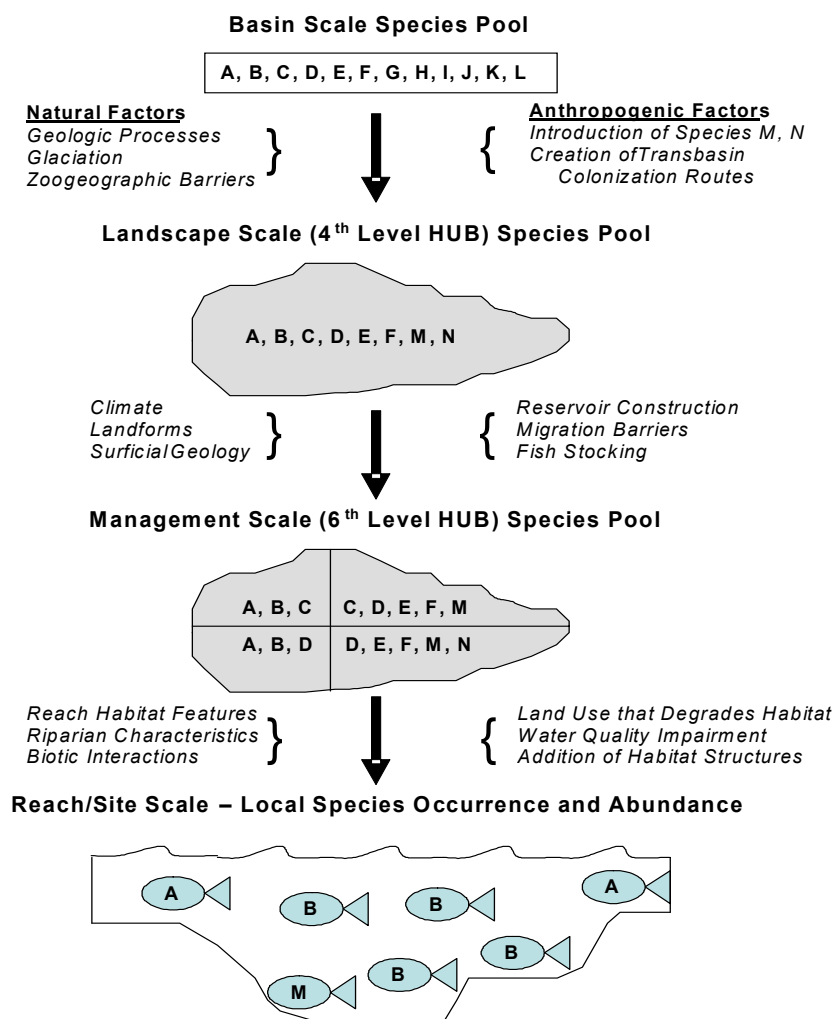 Basin Scale Species Pool
A, B, C, D, E, F, G, H, I, J, K, L
Natural Factors
Geologic Processes
Glaciation
Zoogeographic Barriers
}
{
Anthropogenic Factors
Introduction of Species M, N
Creation ofTransbasin
Colonization Routes
Landscape Scale (4th Level HUB) Species Pool
A, B, C, D, E, F, M, N
Climate
Landforms
SurficialGeology
}
{
Reservoir Construction
Migration Barriers
Fish Stocking
Management Scale (6th Level HUB) Species Pool
A, B, C
C, D, E, F, M
A, B, D
D, E, F, M, N
Reach Habitat Features
Riparian Characteristics
Biotic Interactions
}
{
Land Use that Degrades Habitat
Water Quality Impairment
Addition of Habitat Structures
Reach/Site Scale – Local Species Occurrence and Abundance
A
B
B
A
M
B
B